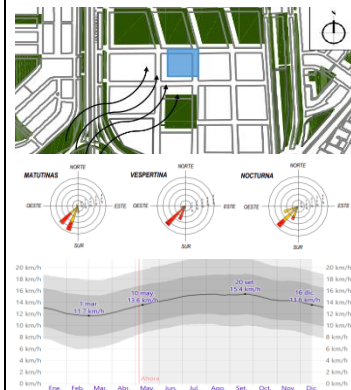 N
MATUTINAS
NORTE
OESTE
ESTE
SUR
VESPERTINA
NORTE
OESTE
ESTE
SUR
NOCTURNA
NORTE
OESTE
ESTE
SUR
20 km/h
18 km/h
16 km/h
14 km/h
12 km/h
10 km/h
8 km/h
6 km/h
4 km/h
2 km/h
0 km/h
1 mar
11.7 km/h
10 may
13.6 km/h
20 set
15.4 km/h
16 dic
13.6 km/h
20 km/h
18 km/h
16 km/h
14 km/h
12 km/h
10 km/h
8 km/h
6 km/h
4 km/h
2 km/h
0 km/h
Ahora
Ene. Feb. Mar. Abr. May. Jun. Jul. Ago. Set. Oct. Nov. Dic.